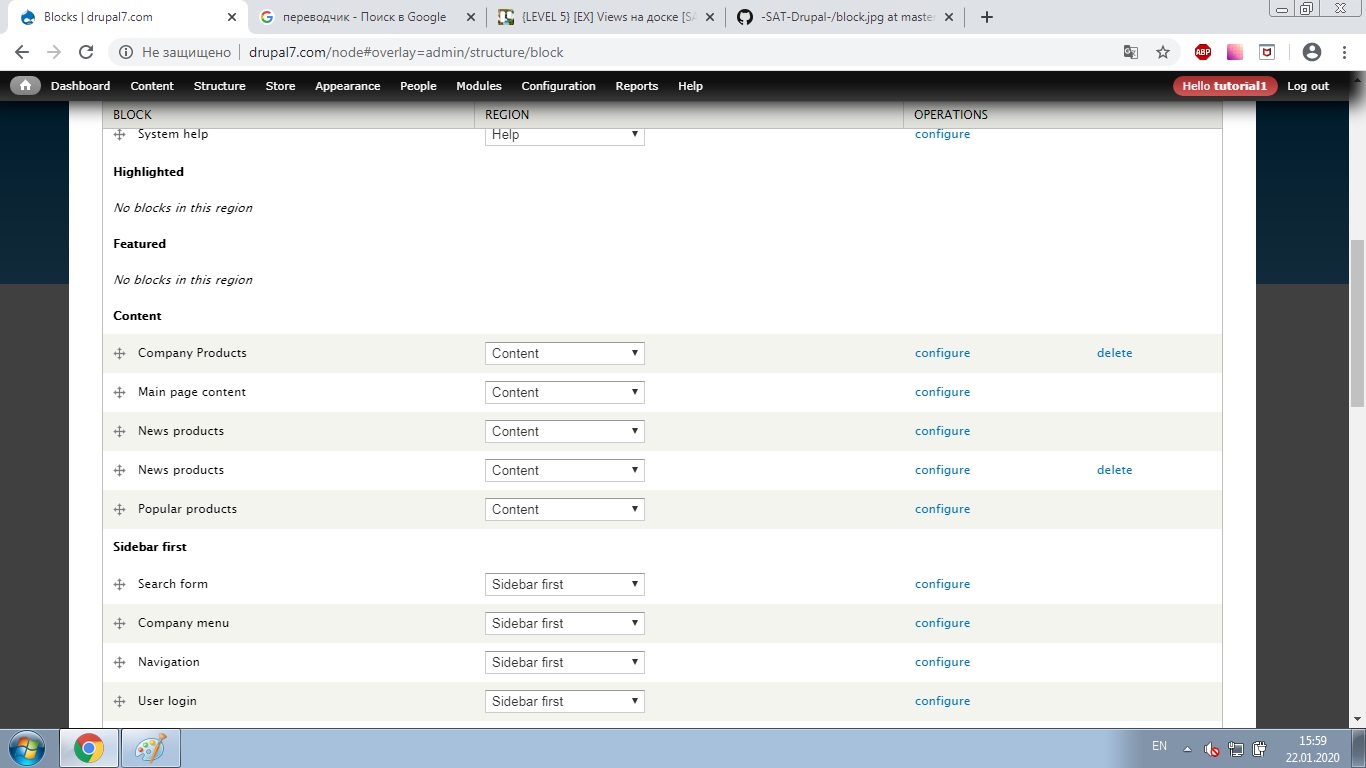 Blocks | drupal7.com
переводчик - Поиск в Google
{LEVEL 5} [EX] Views на доске [SA
-SAT-Drupal-/block.jpg at maste
Не защищено | drupal7.com/node#overlay=admin/structure/block
ABP
Dashboard Content Structure Store Appearance People Modules Configuration Reports Help Hello tutorial1 Log out
BLOCK REGION OPERATIONS
System help Help configure
Highlighted
No blocks in this region
Featured
No blocks in this region
Content
Company Products Content configure delete
Main page content Content configure
News products Content configure
News products Content configure delete
Popular products Content configure
Sidebar first
Search form Sidebar first configure
Company menu Sidebar first configure
Navigation Sidebar first configure
User login Sidebar first configure
EN
15:59
22.01.2020